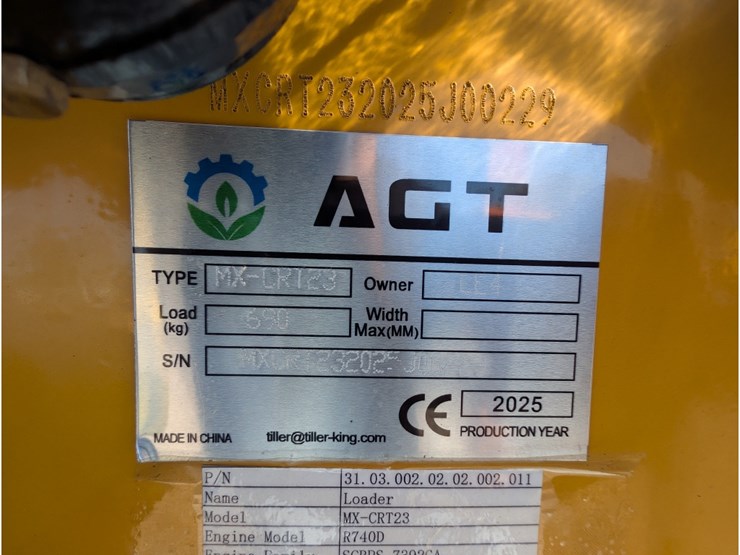 MXCRT232025J00229
AGT
TYPE MX-CRT23 Owner
Load (kg) 690 Width Max(MM)
S/N
CE 2025
MADE IN CHINA tiller@tiller-king.com PRODUCTION YEAR
P/N 31.03.002.02.02.002.011
Name Loader
Model MX-CRT23
Engine Model R740D